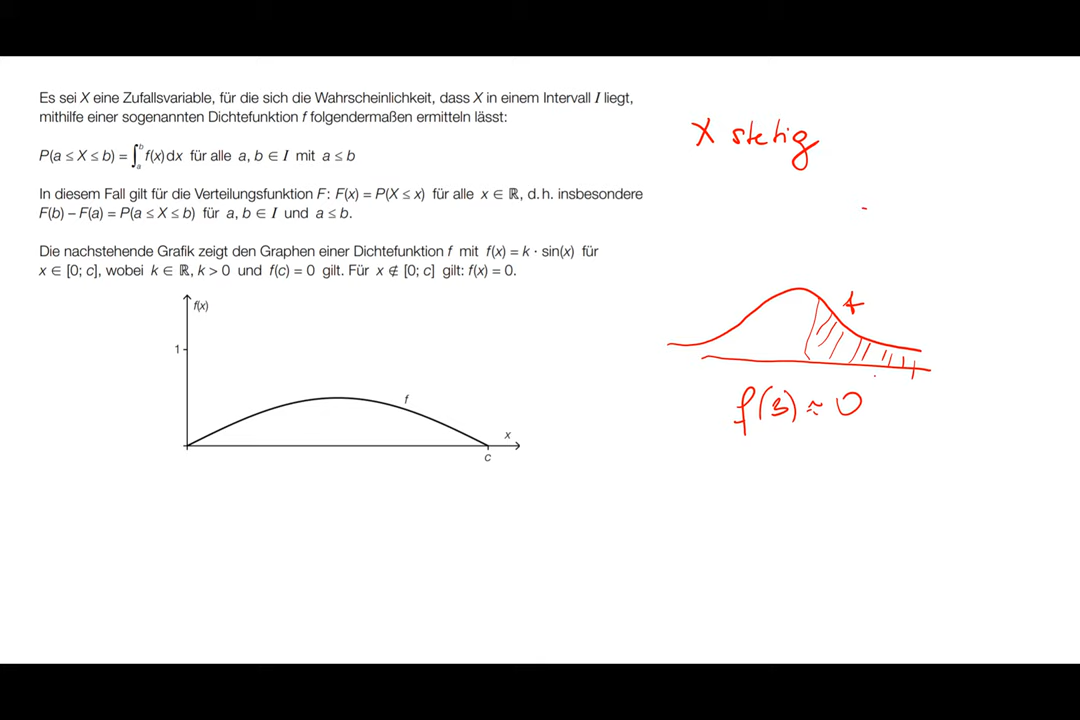 Es sei X eine Zufallsvariable, für die sich die Wahrscheinlichkeit, dass X in einem Intervall I liegt,
mithilfe einer sogenannten Dichtefunktion f folgendermaßen ermitteln lässt:
P(a ≤ X ≤ b) = ∫ₐᵇ f(x) dx für alle a, b ∈ I mit a ≤ b
In diesem Fall gilt für die Verteilungsfunktion F: F(x) = P(X ≤ x) für alle x ∈ ℝ, d. h. insbesondere
F(b) – F(a) = P(a ≤ X ≤ b) für a, b ∈ I und a ≤ b.
Die nachstehende Grafik zeigt den Graphen einer Dichtefunktion f mit f(x) = k · sin(x) für
x ∈ [0; c], wobei k ∈ ℝ, k > 0 und f(c) = 0 gilt. Für x ∉ [0; c] gilt: f(x) = 0.
f(x)
1
f
x
c
X stetig
f
f(3) ≈ 0